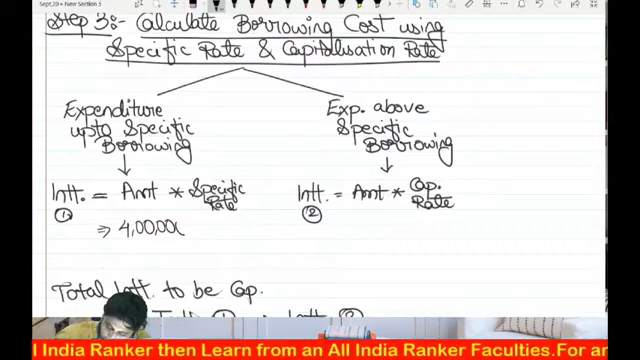 Sept.20 • New Section 3
Step 3:- Calculate Borrowing Cost using
Specific Rate & Capitalisation Rate
Expenditure
upto Specific
Borrowing
Exp. above
Specific
Borrowing
Intt. = Amt * Specific Rate
①
Intt. = Amt * Cap. Rate
②
⇒ 4,00,000
Total Intt. to be Cap.
ll India Ranker then Learn from an All India Ranker Faculties.For an